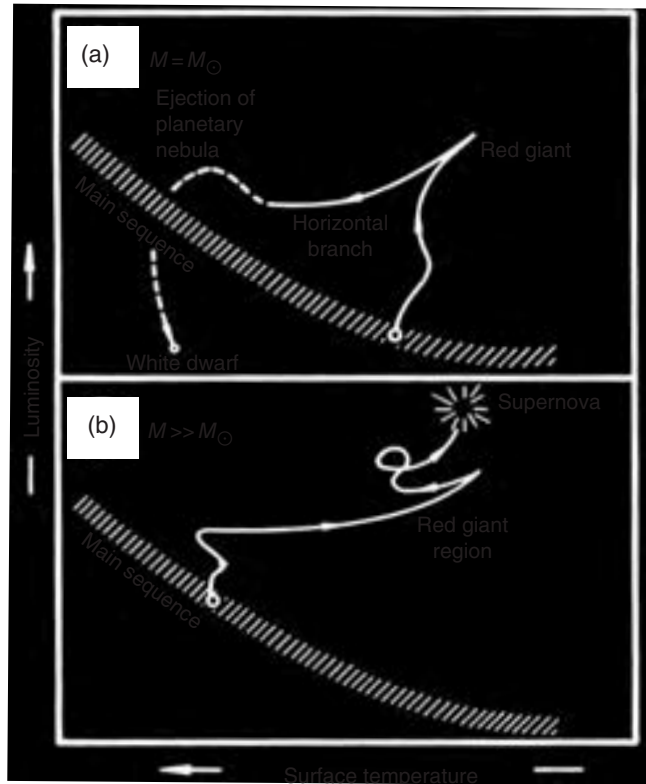 (a)
M = M☉
Ejection of
planetary
nebula
Red giant
Main sequence
Horizontal
branch
White dwarf
Luminosity
(b)
M >> M☉
Supernova
Red giant
region
Main sequence
Surface temperature